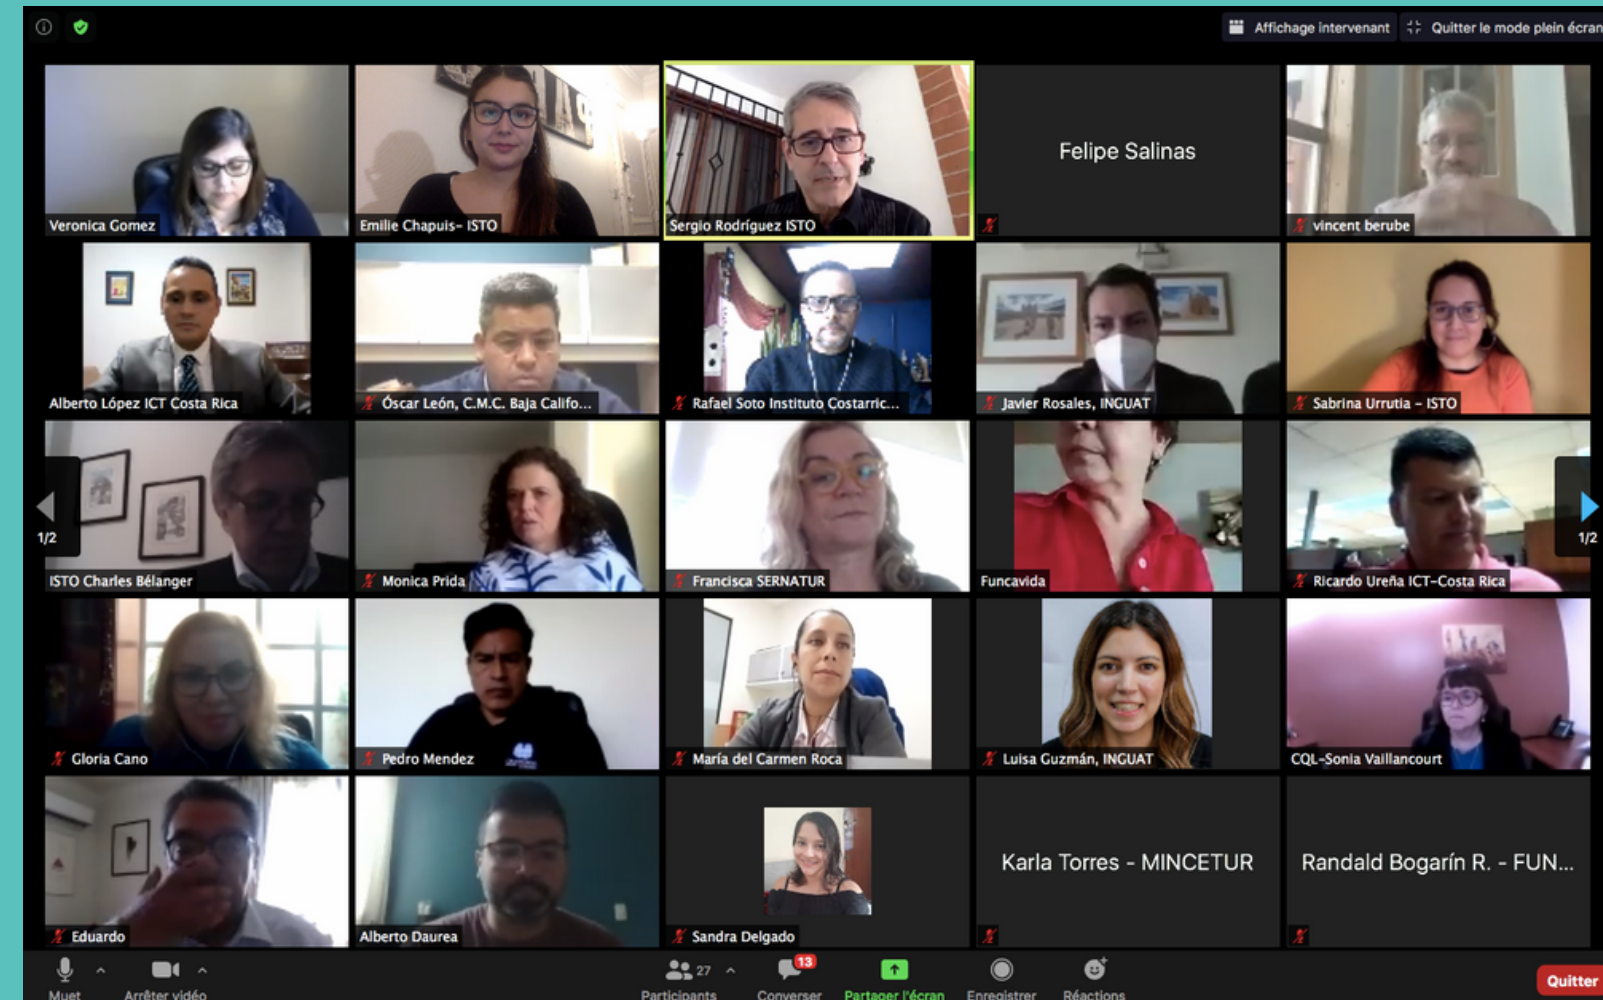 Affichage intervenant
Quitter le mode plein écran
Veronica Gomez
Emilie Chapuis- ISTO
Sergio Rodríguez ISTO
Felipe Salinas
vincent berube
Alberto López ICT Costa Rica
Óscar León, C.M.C. Baja Califo...
Rafael Soto Instituto Costarric...
Javier Rosales, INGUAT
Sabrina Urrutia - ISTO
1/2
ISTO Charles Bélanger
Monica Prida
Francisca SERNATUR
Funcavida
Ricardo Ureña ICT-Costa Rica
1/2
Gloria Cano
Pedro Mendez
María del Carmen Roca
Luisa Guzmán, INGUAT
CQL-Sonia Vaillancourt
Eduardo
Alberto Daurea
Sandra Delgado
Karla Torres - MINCETUR
Randald Bogarín R. - FUN...
Muet
Arrêter vidéo
27
Participants
13
Converser
Partager l'écran
Enregistrer
Réactions
Quitter